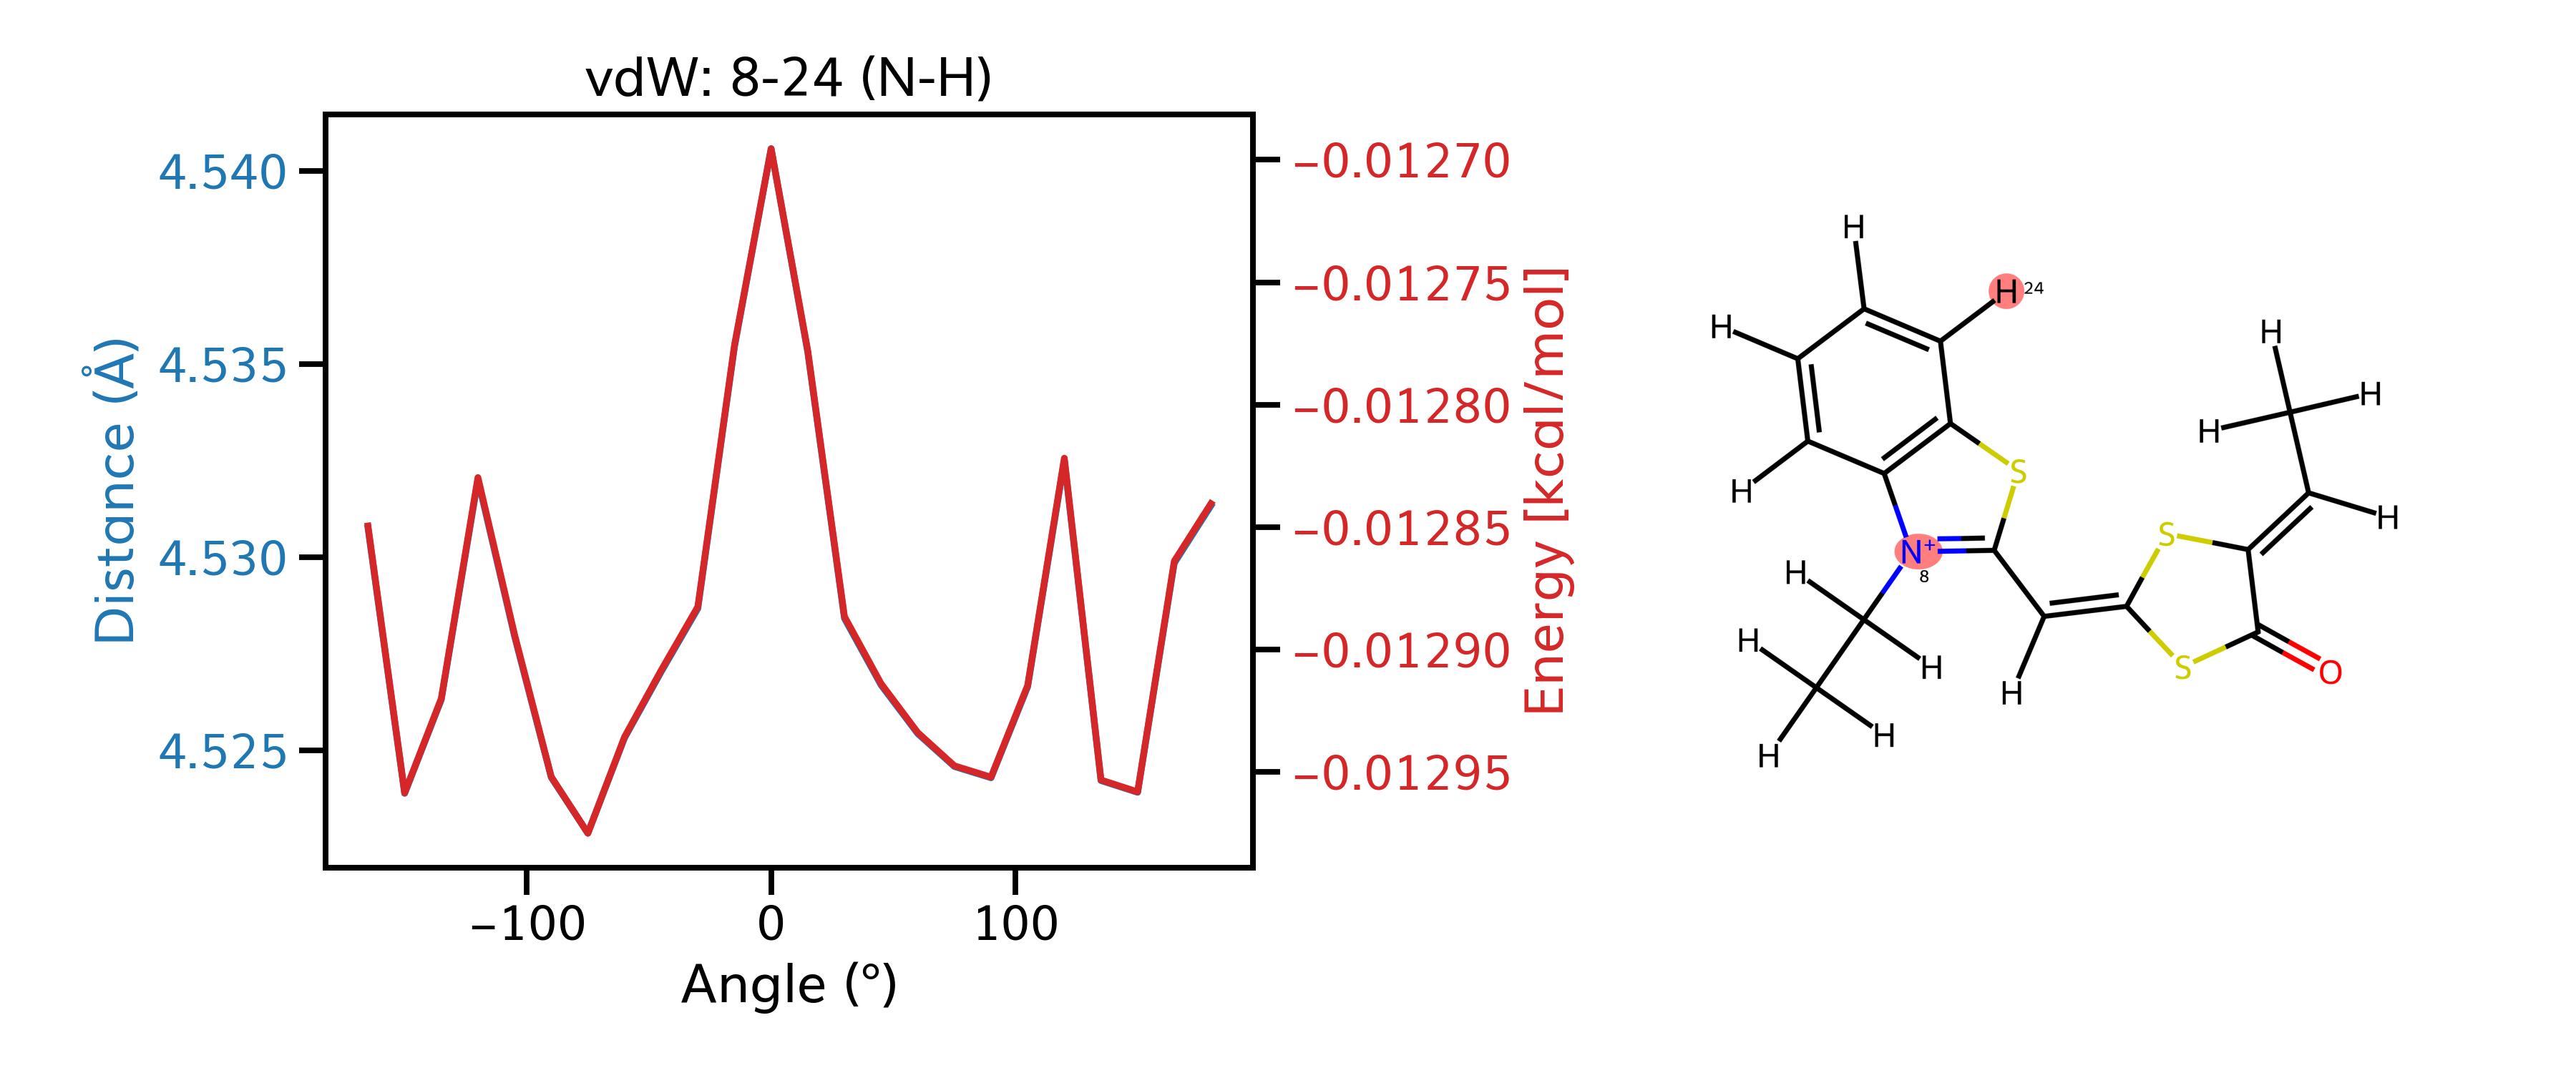 vdW: 8-24 (N-H)
4.540
4.535
4.530
4.525
Distance (Å)
−0.01270
−0.01275
−0.01280
−0.01285
−0.01290
−0.01295
Energy [kcal/mol]
−100 0 100
Angle (°)
H
H 24
H
H
H
H
H
S
H
H
S
N+
8
H
H
H
S
O
H
H
H
H